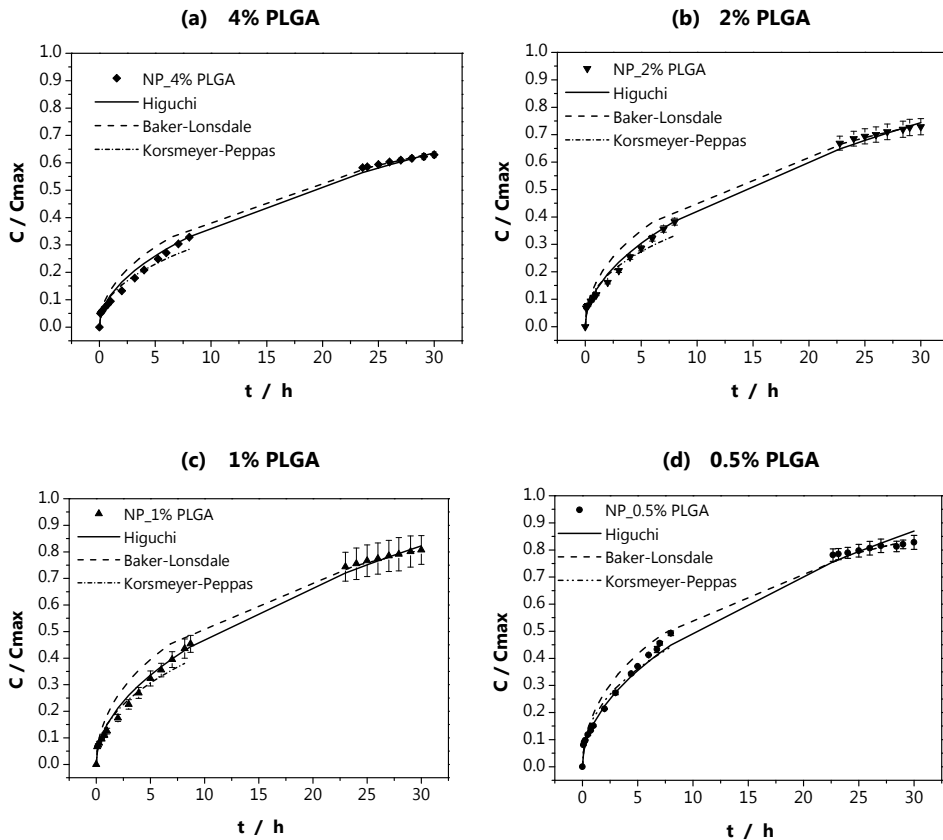 (a) 4% PLGA
1.0
0.9
0.8
0.7
0.6
0.5
0.4
0.3
0.2
0.1
0.0
C / Cmax
NP_4% PLGA
Higuchi
Baker-Lonsdale
Korsmeyer-Peppas
0 5 10 15 20 25 30
t / h
(b) 2% PLGA
1.0
0.9
0.8
0.7
0.6
0.5
0.4
0.3
0.2
0.1
0.0
C / Cmax
NP_2% PLGA
Higuchi
Baker-Lonsdale
Korsmeyer-Peppas
0 5 10 15 20 25 30
t / h
(c) 1% PLGA
1.0
0.9
0.8
0.7
0.6
0.5
0.4
0.3
0.2
0.1
0.0
C / Cmax
NP_1% PLGA
Higuchi
Baker-Lonsdale
Korsmeyer-Peppas
0 5 10 15 20 25 30
t / h
(d) 0.5% PLGA
1.0
0.9
0.8
0.7
0.6
0.5
0.4
0.3
0.2
0.1
0.0
C / Cmax
NP_0.5% PLGA
Higuchi
Baker-Lonsdale
Korsmeyer-Peppas
0 5 10 15 20 25 30
t / h